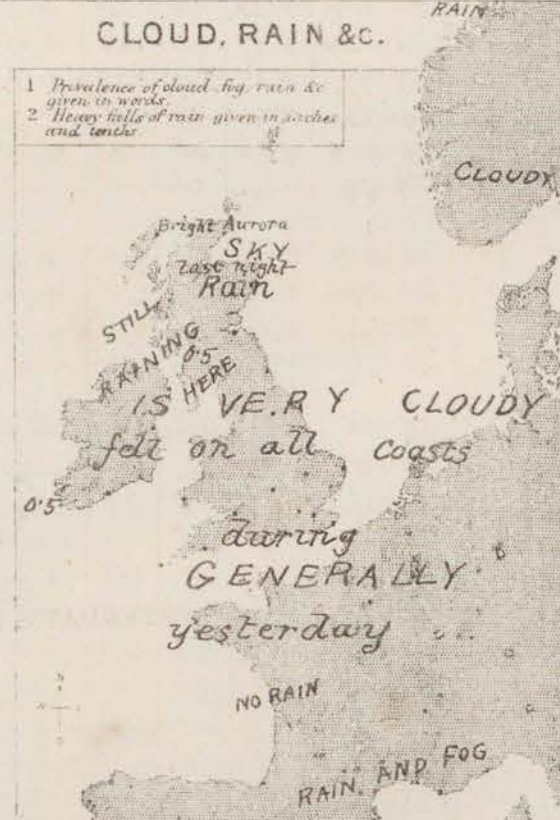 RAIN
CLOUD, RAIN &c.
1 Prevalence of cloud fog rain &c
given in words.
2 Heavy falls of rain given in inches
and tenths
CLOUDY
Bright Aurora
SKY
last night
Rain
STILL
RAINING
0·5
HERE
IS VERY CLOUDY
fell on all Coasts
0·5
during
GENERALLY
yesterday
NO RAIN
RAIN AND FOG